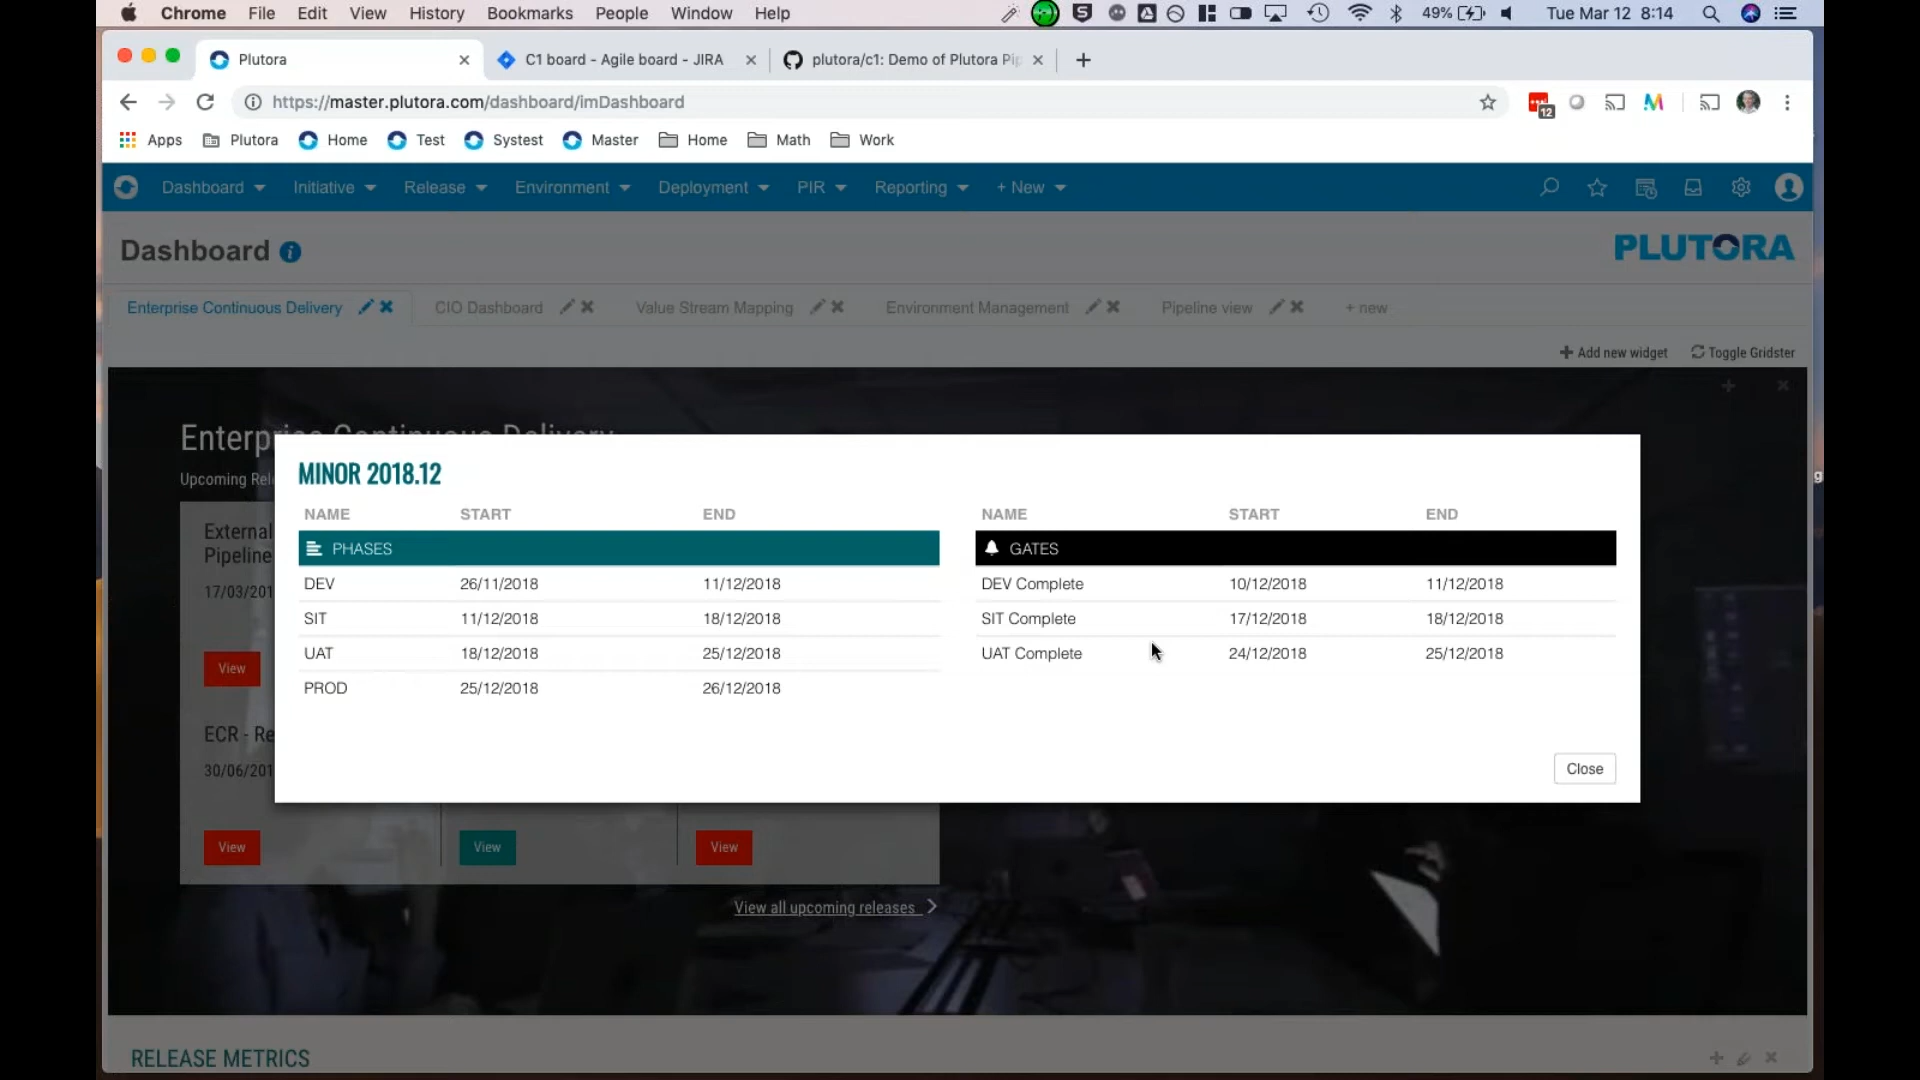 Chrome File Edit View History Bookmarks People Window Help 49% Tue Mar 12 8:14
Plutora C1 board - Agile board - JIRA plutora/c1: Demo of Plutora
https://master.plutora.com/dashboard/imDashboard 12
Apps Plutora Home Test Systest Master Home Math Work
Dashboard Initiative Release Environment Deployment PIR Reporting + New
Dashboard PLUTORA
Enterprise Continuous Delivery CIO Dashboard Value Stream Mapping Environment Management Pipeline view + new
Add new widget Toggle Gridster
Enterprise Continuous Delivery
Upcoming
MINOR 2018.12
NAME START END NAME START END
External
PHASES GATES
Pipeline
DEV 26/11/2018 11/12/2018 DEV Complete 10/12/2018 11/12/2018
17/03/201
SIT 11/12/2018 18/12/2018 SIT Complete 17/12/2018 18/12/2018
UAT 18/12/2018 25/12/2018 UAT Complete 24/12/2018 25/12/2018
View
PROD 25/12/2018 26/12/2018
ECR - Re
30/06/201
Close
View View View
View all upcoming releases
RELEASE METRICS